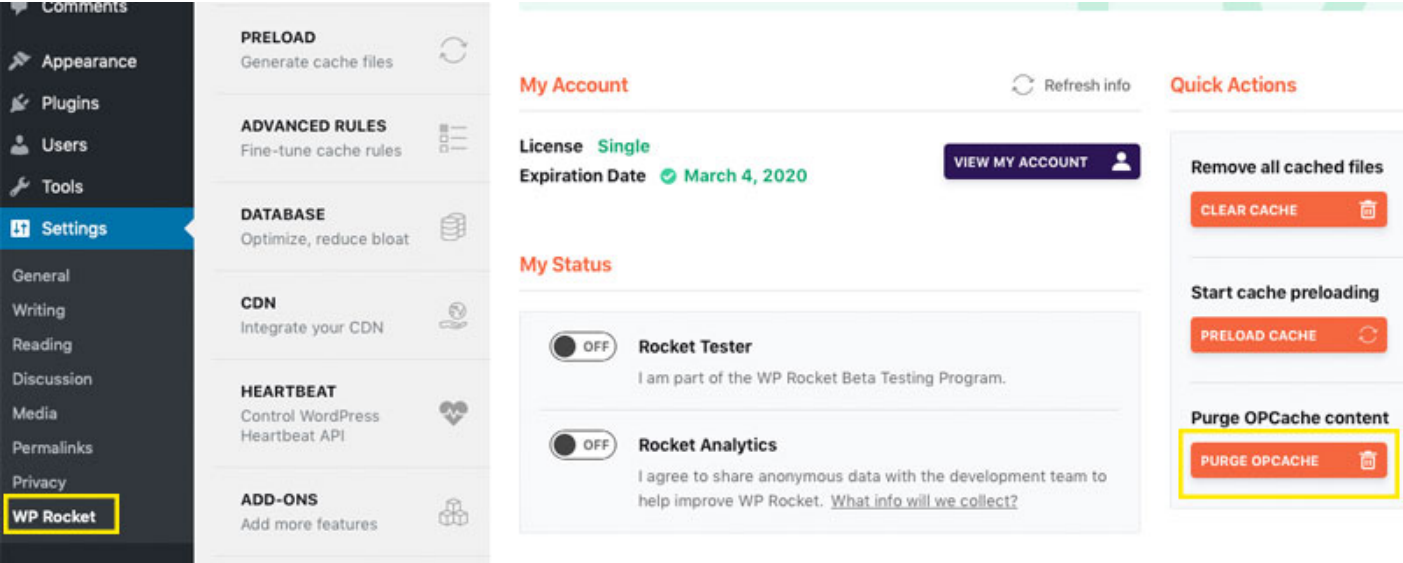 Comments
Appearance
Plugins
Users
Tools
Settings
General
Writing
Reading
Discussion
Media
Permalinks
Privacy
WP Rocket
PRELOAD
Generate cache files
ADVANCED RULES
Fine-tune cache rules
DATABASE
Optimize, reduce bloat
CDN
Integrate your CDN
HEARTBEAT
Control WordPress
Heartbeat API
ADD-ONS
Add more features
My Account
Refresh info
License Single
Expiration Date March 4, 2020
VIEW MY ACCOUNT
My Status
OFF
Rocket Tester
I am part of the WP Rocket Beta Testing Program.
OFF
Rocket Analytics
I agree to share anonymous data with the development team to
help improve WP Rocket. What info will we collect?
Quick Actions
Remove all cached files
CLEAR CACHE
Start cache preloading
PRELOAD CACHE
Purge OPCache content
PURGE OPCACHE